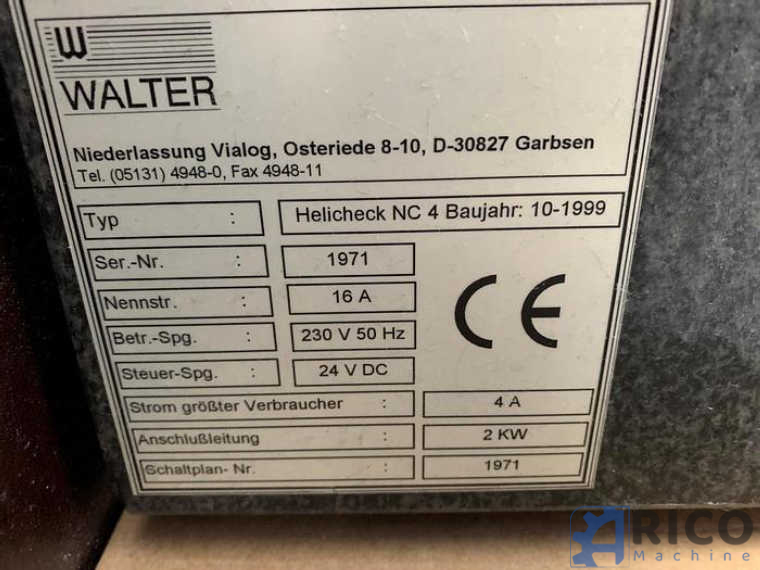 W
WALTER
Niederlassung Vialog, Osteriede 8-10, D-30827 Garbsen
Tel. (05131) 4948-0, Fax 4948-11
Typ : Helicheck NC 4 Baujahr: 10-1999
Ser.-Nr. : 1971
Nennstr. : 16 A
Betr.-Spg. : 230 V 50 Hz
Steuer-Spg. : 24 V DC
CE
Strom größter Verbraucher : 4 A
Anschlußleitung : 2 KW
Schaltplan- Nr. : 1971
ARICO
Machine